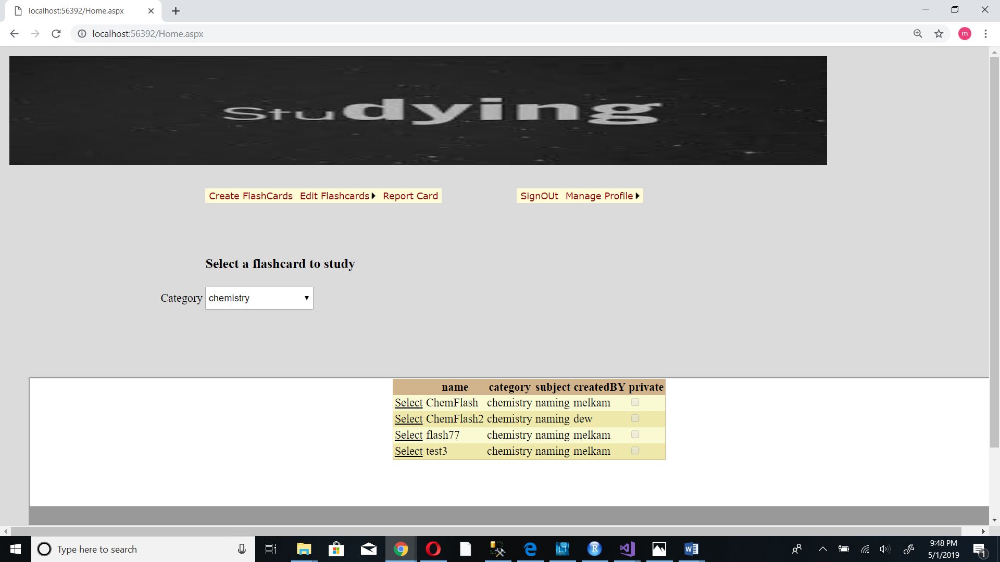 localhost:56392/Home.aspx
localhost:56392/Home.aspx
m
Studying
Create FlashCards Edit Flashcards Report Card SignOUt Manage Profile
Select a flashcard to study
Category chemistry
name category subject createdBY private
Select ChemFlash chemistry naming melkam
Select ChemFlash2 chemistry naming dew
Select flash77 chemistry naming melkam
Select test3 chemistry naming melkam
Type here to search
9:48 PM
5/1/2019
1